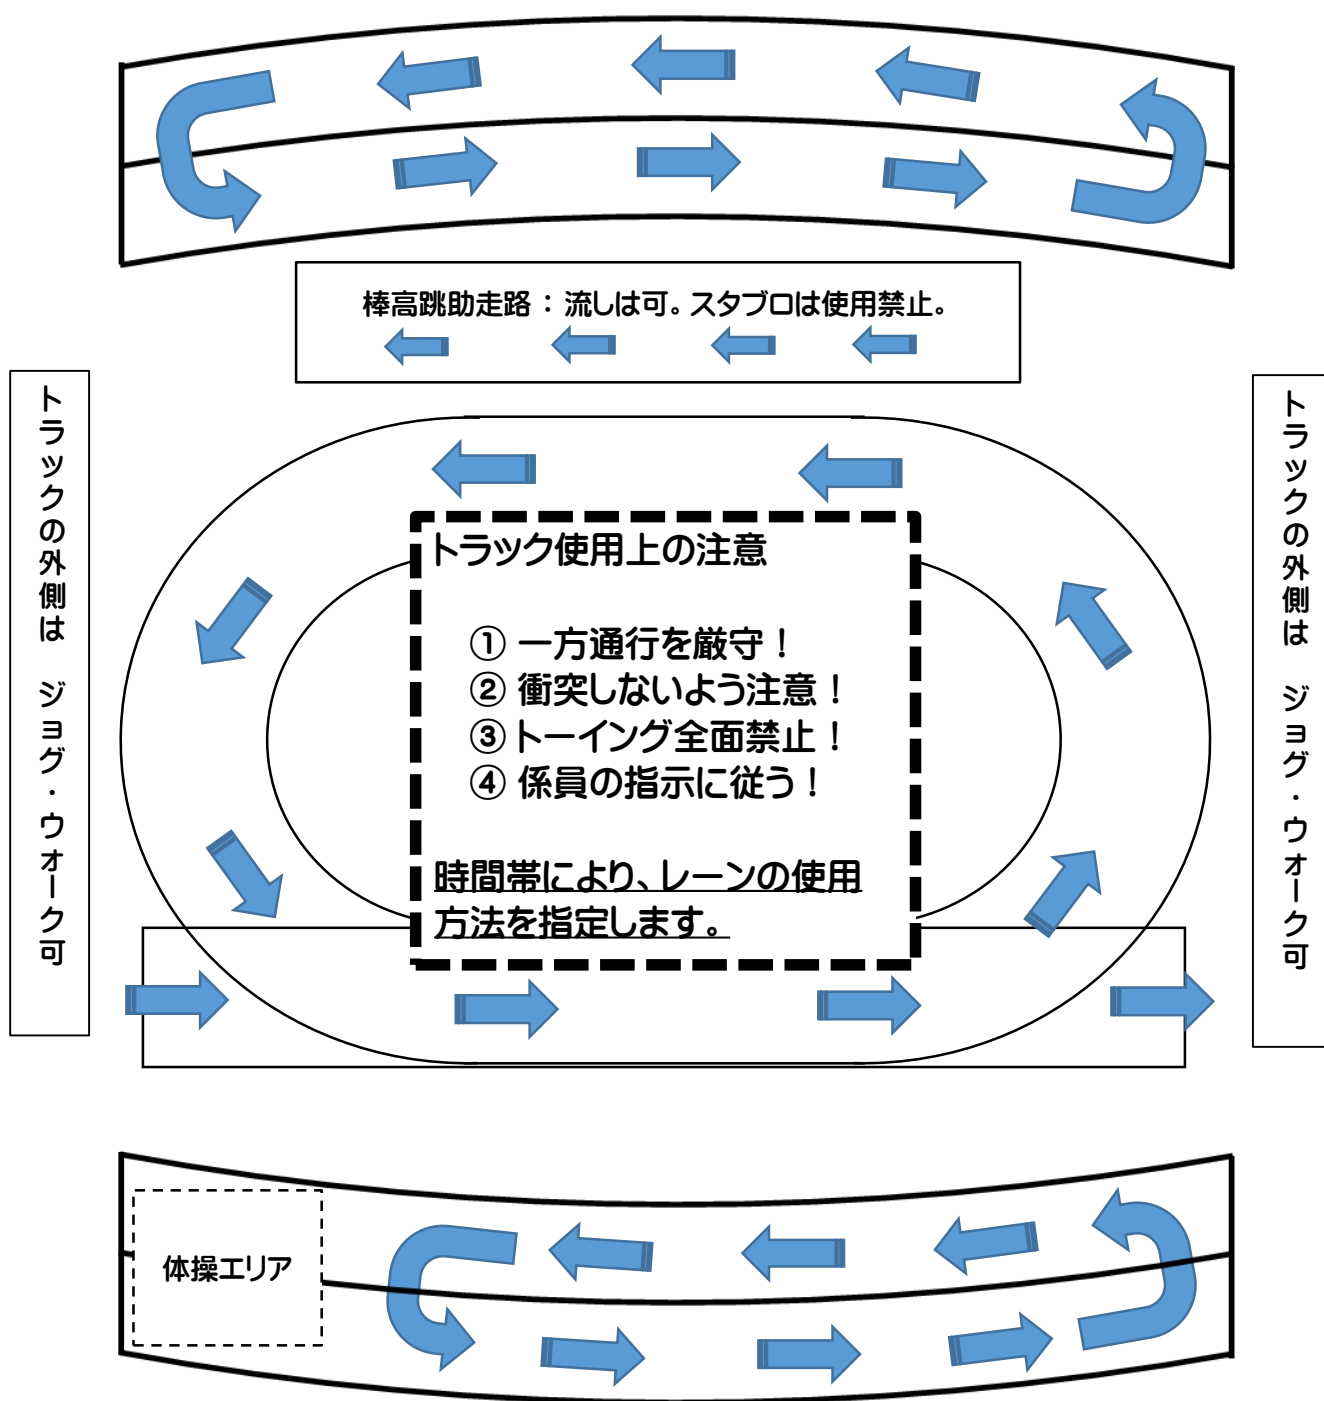 棒高跳助走路：流しは可。スタブロは使用禁止。
トラックの外側は　ジョグ・ウォーク可
トラックの外側は　ジョグ・ウォーク可
トラック使用上の注意
① 一方通行を厳守！
② 衝突しないよう注意！
③ トーイング全面禁止！
④ 係員の指示に従う！
時間帯により、レーンの使用
方法を指定します。
体操エリア